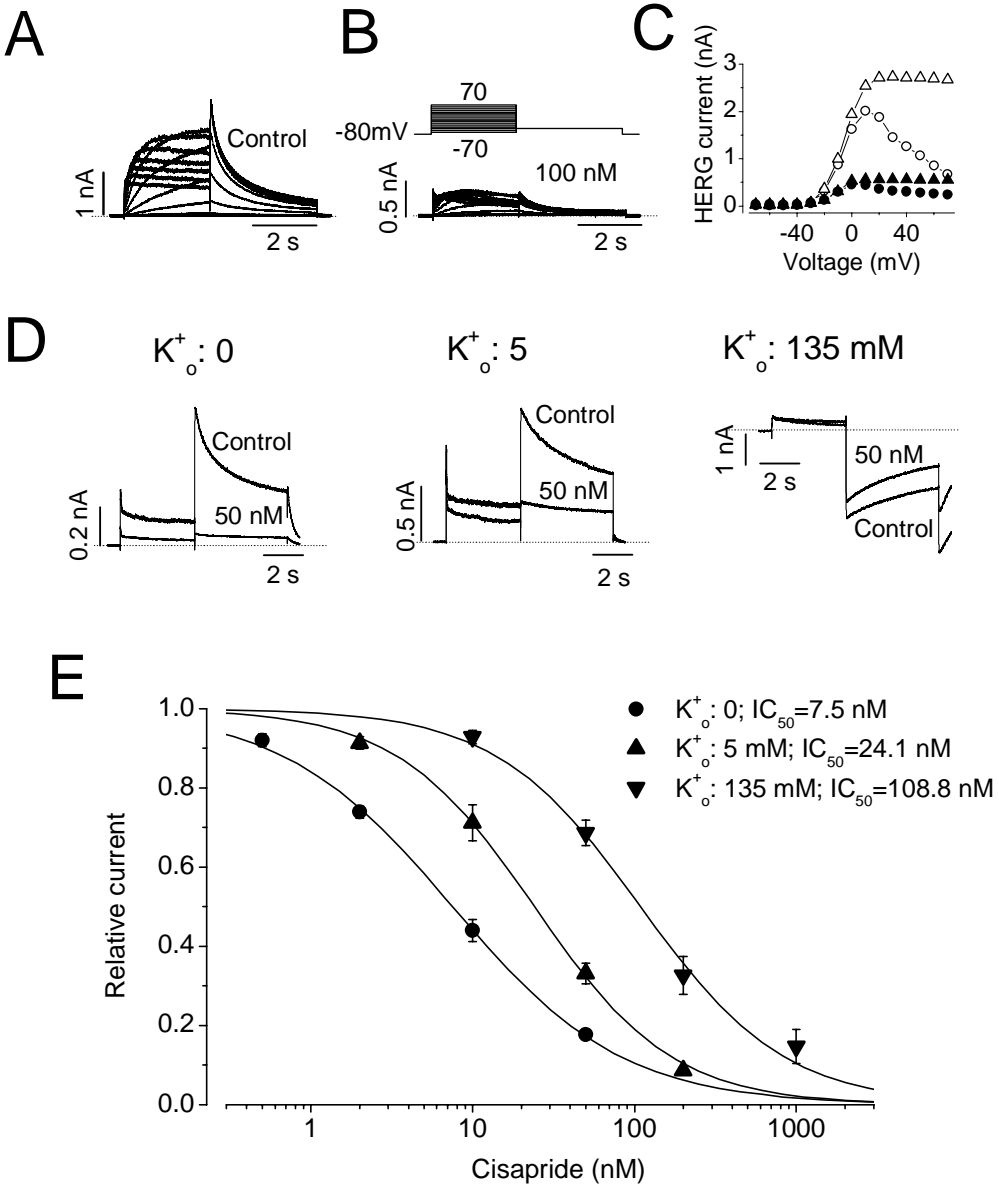 A
Control
1 nA
2 s
B
70
-80mV
-70
100 nM
0.5 nA
2 s
C
HERG current (nA)
3
2
1
0
-40 0 40
Voltage (mV)
D
K⁺ₒ: 0
Control
50 nM
0.2 nA
2 s
K⁺ₒ: 5
Control
50 nM
0.5 nA
2 s
K⁺ₒ: 135 mM
1 nA
2 s
50 nM
Control
E
K⁺ₒ: 0; IC₅₀=7.5 nM
K⁺ₒ: 5 mM; IC₅₀=24.1 nM
K⁺ₒ: 135 mM; IC₅₀=108.8 nM
Relative current
1.0
0.8
0.6
0.4
0.2
0.0
1 10 100 1000
Cisapride (nM)